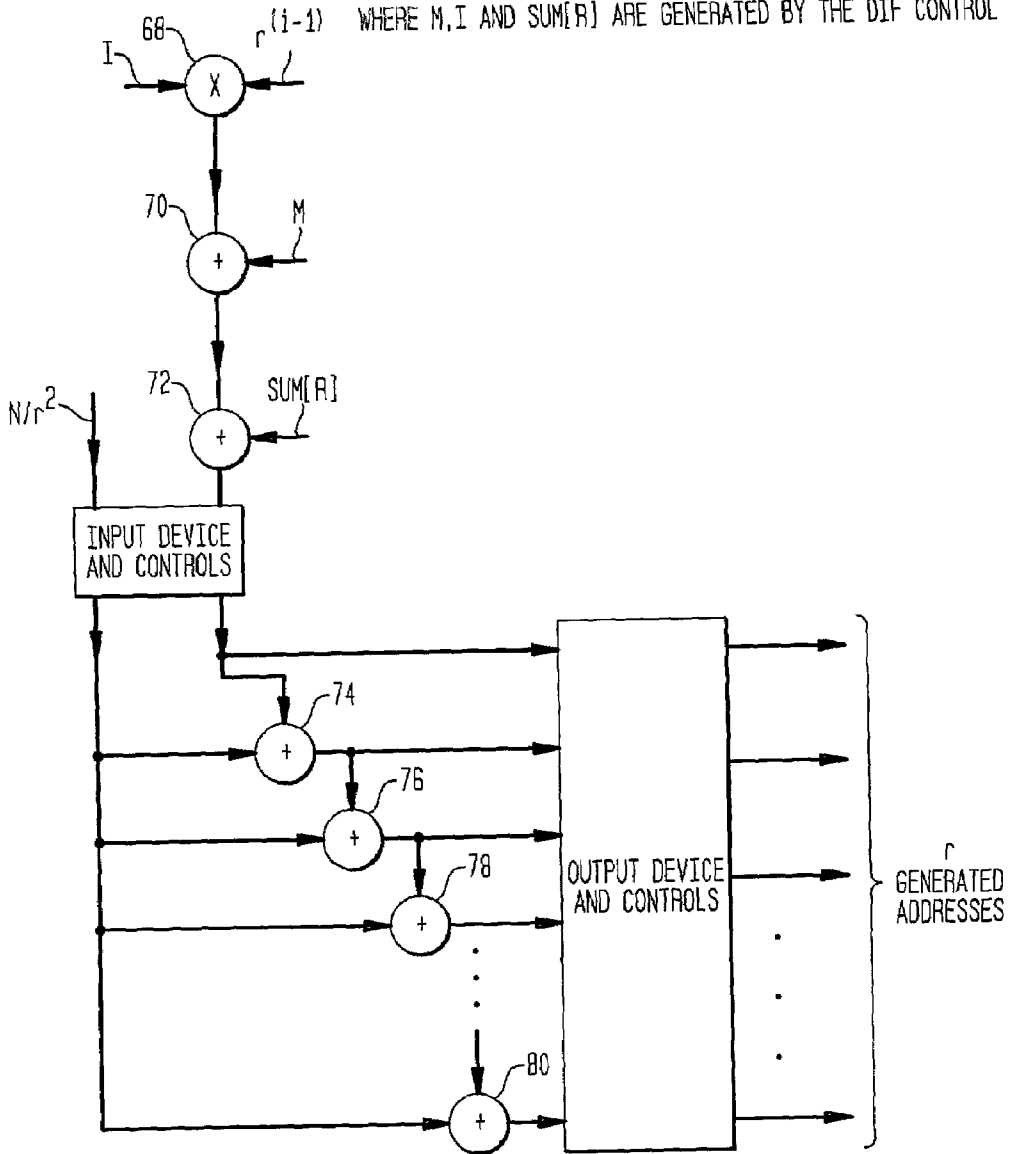 r(i-1) WHERE M,I AND SUM[R] ARE GENERATED BY THE DIF CONTROL
68
I
X
70
M
+
72
SUM[R]
N/r2
+
INPUT DEVICE
AND CONTROLS
74
+
76
+
78
+
OUTPUT DEVICE
AND CONTROLS
r
GENERATED
ADDRESSES
80
+